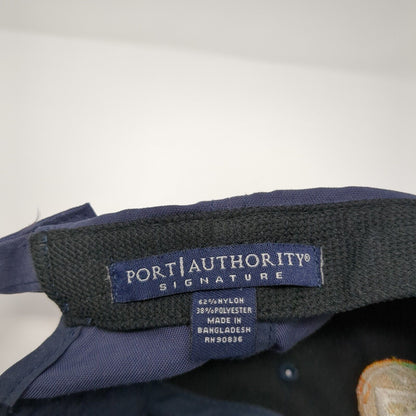 PORT|AUTHORITY®
SIGNATURE
62% NYLON
38% POLYESTER
MADE IN
BANGLADESH
RN90836